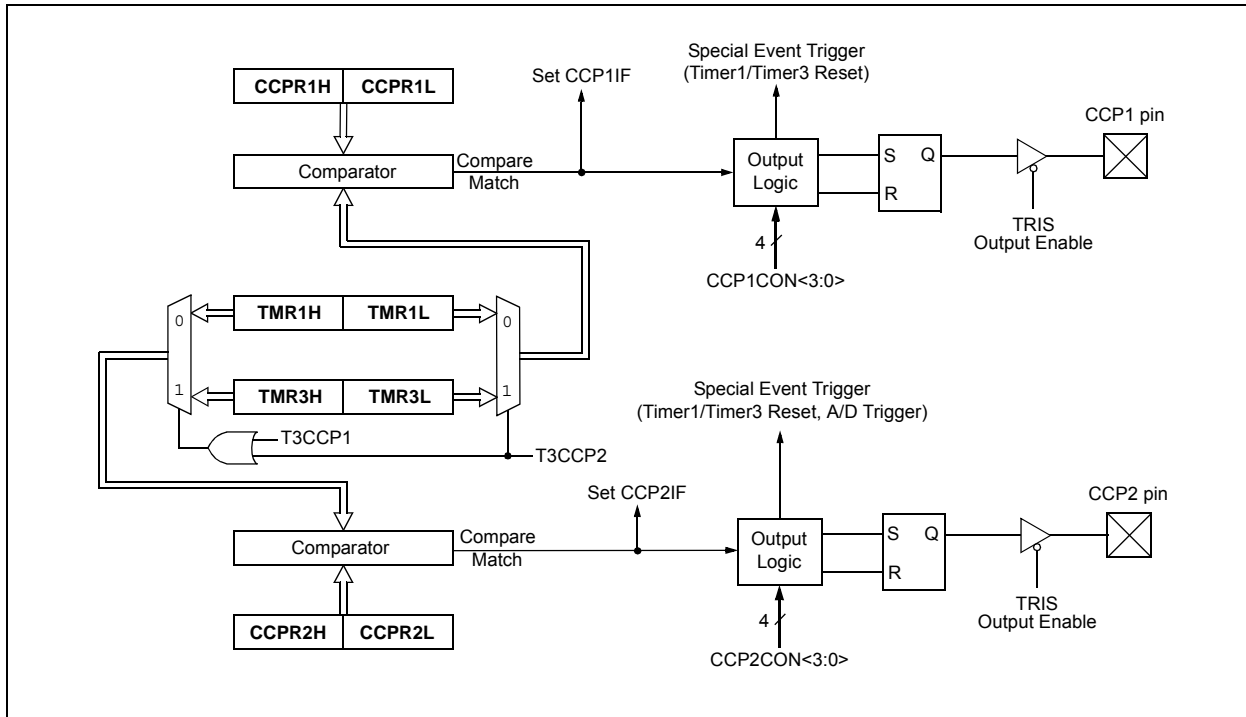 Special Event Trigger
(Timer1/Timer3 Reset)
Set CCP1IF
CCPR1H CCPR1L
CCP1 pin
Comparator
Compare
Match
Output
Logic
S Q
R
TRIS
Output Enable
4
CCP1CON<3:0>
0 TMR1H TMR1L 0
1 TMR3H TMR3L 1
T3CCP1
T3CCP2
Special Event Trigger
(Timer1/Timer3 Reset, A/D Trigger)
Set CCP2IF
CCP2 pin
Comparator
Compare
Match
Output
Logic
S Q
R
TRIS
Output Enable
4
CCPR2H CCPR2L
CCP2CON<3:0>